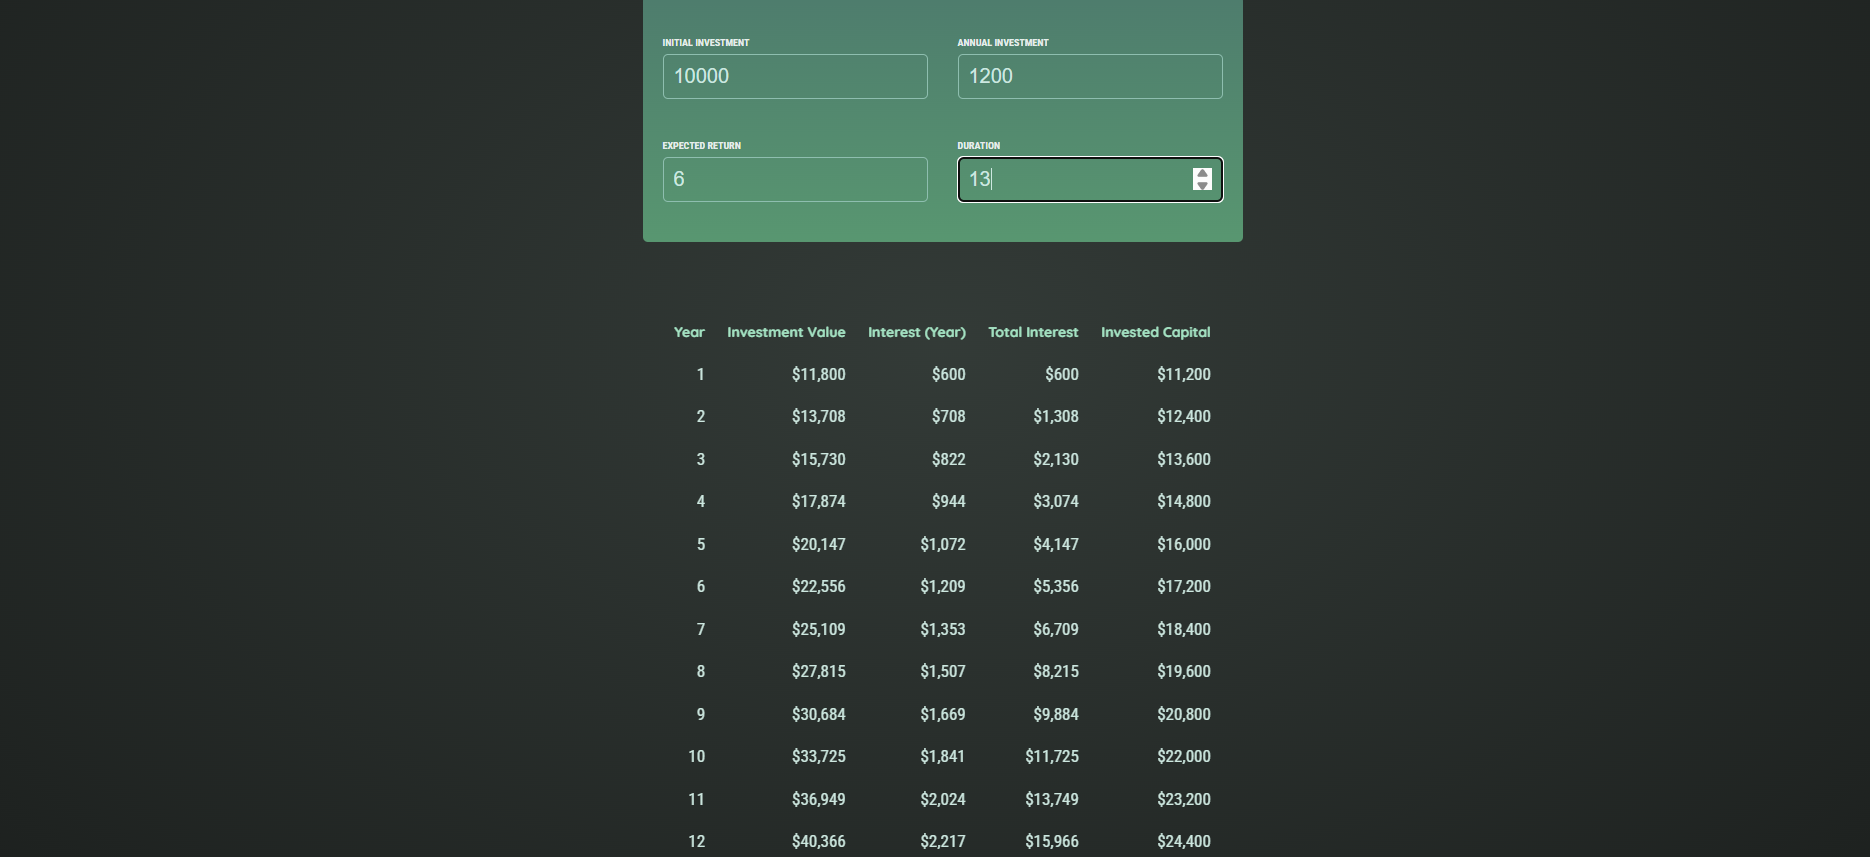 INITIAL INVESTMENT ANNUAL INVESTMENT
10000 1200
EXPECTED RETURN DURATION
6 13
Year Investment Value Interest (Year) Total Interest Invested Capital
1 $11,800 $600 $600 $11,200
2 $13,708 $708 $1,308 $12,400
3 $15,730 $822 $2,130 $13,600
4 $17,874 $944 $3,074 $14,800
5 $20,147 $1,072 $4,147 $16,000
6 $22,556 $1,209 $5,356 $17,200
7 $25,109 $1,353 $6,709 $18,400
8 $27,815 $1,507 $8,215 $19,600
9 $30,684 $1,669 $9,884 $20,800
10 $33,725 $1,841 $11,725 $22,000
11 $36,949 $2,024 $13,749 $23,200
12 $40,366 $2,217 $15,966 $24,400